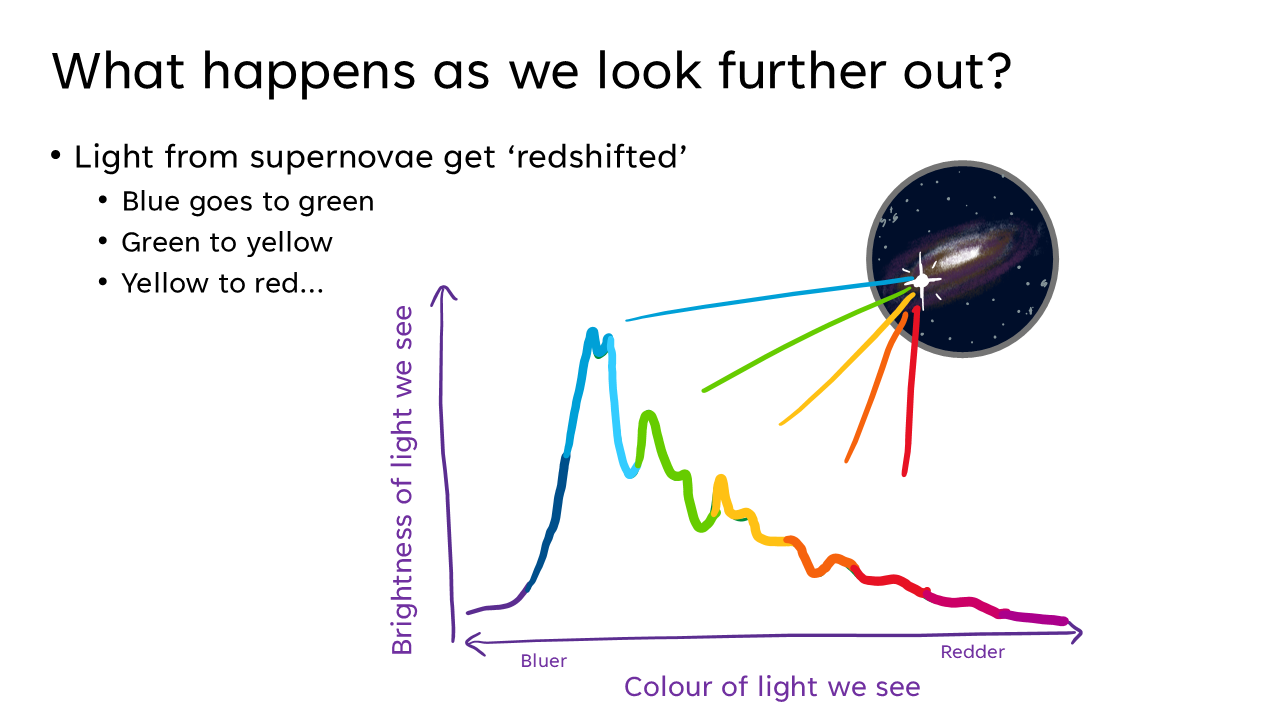 What happens as we look further out?
• Light from supernovae get ‘redshifted’
• Blue goes to green
• Green to yellow
• Yellow to red...
Brightness of light we see
Bluer
Redder
Colour of light we see